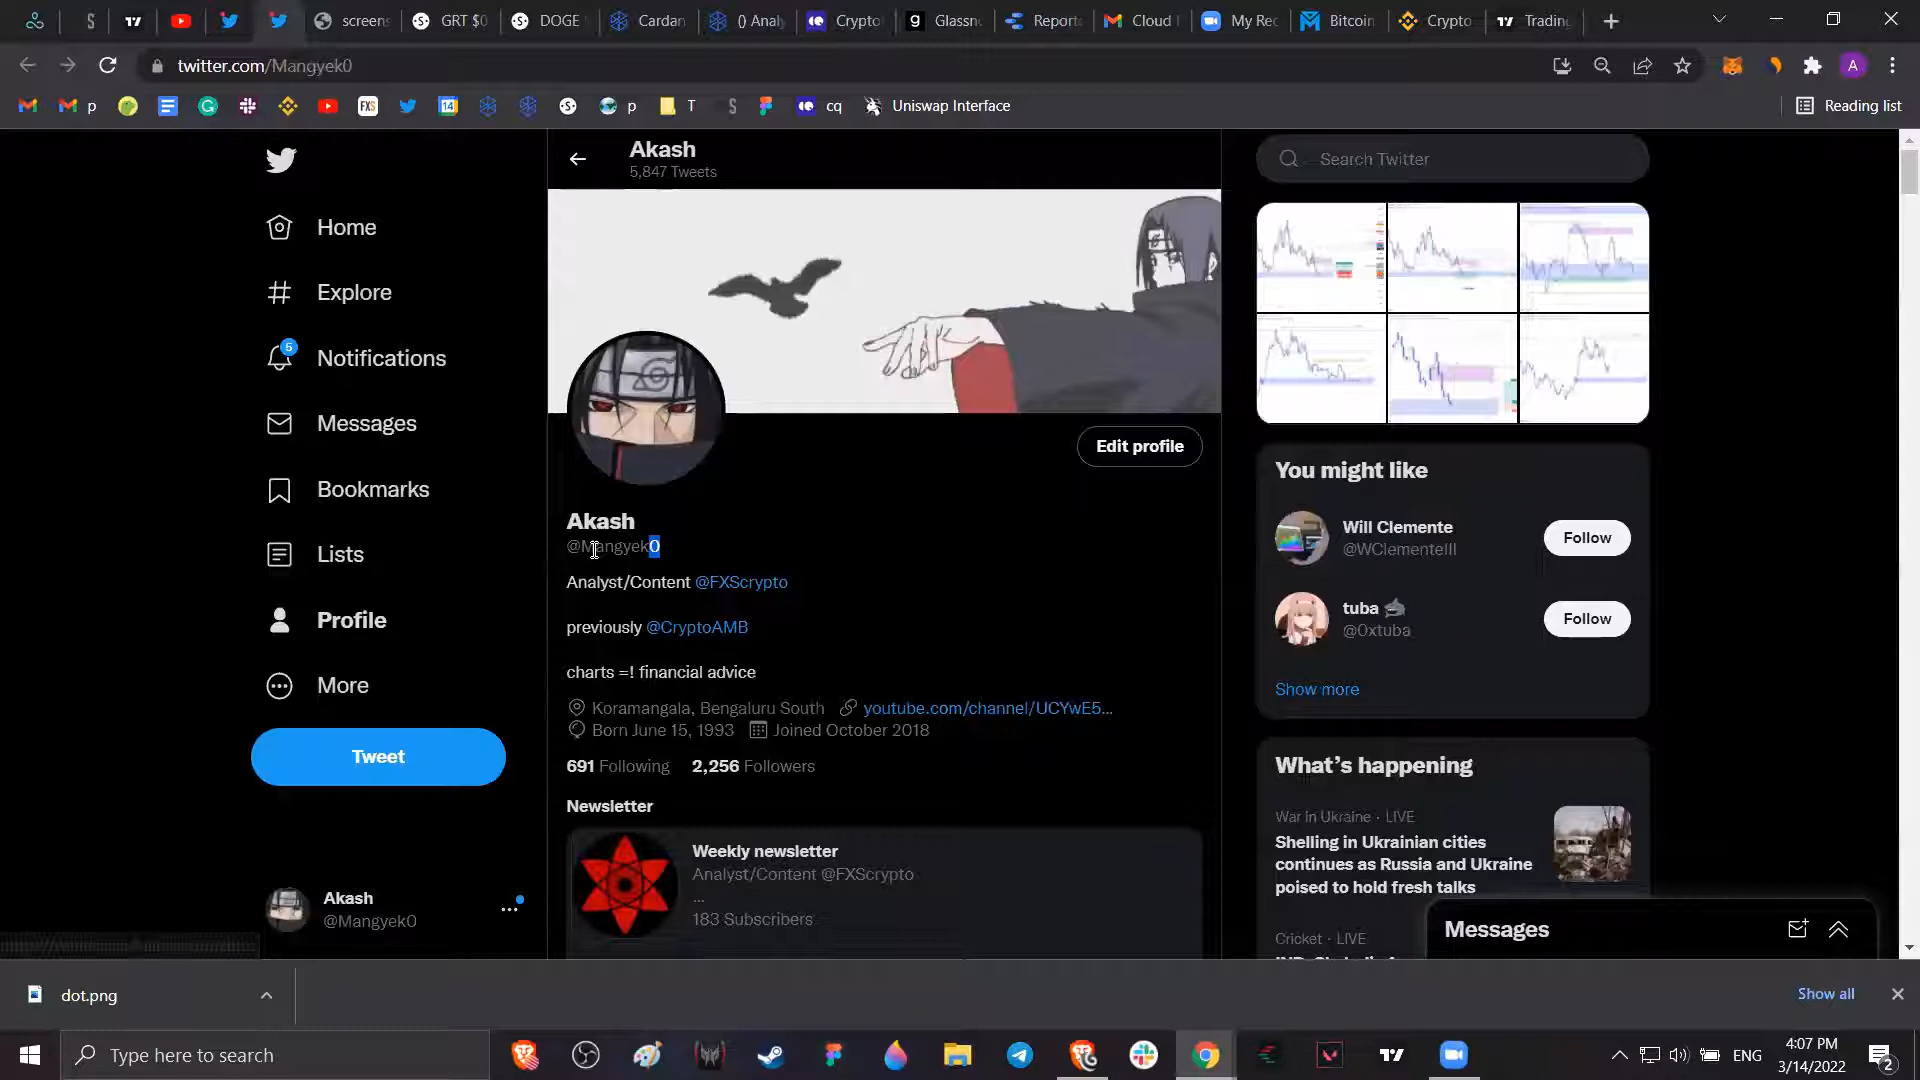 screens
GRT $0
DOGE
Cardan
() Analy
Crypto
Glassn
Report
Cloud
My Rec
Bitcoin
Crypto
Trading
twitter.com/Mangyek0
A
p
FXS
14
p
T
cq
Uniswap Interface
Reading list
Akash
5,847 Tweets
Search Twitter
Home
Explore
5
Notifications
Messages
Bookmarks
Lists
Profile
More
Tweet
Akash
@Mangyek0
Edit profile
Akash
@Mangyek0
Analyst/Content @FXScrypto
previously @CryptoAMB
charts =! financial advice
Koramangala, Bengaluru South youtube.com/channel/UCYwE5...
Born June 15, 1993 Joined October 2018
691 Following 2,256 Followers
Newsletter
Weekly newsletter
Analyst/Content @FXScrypto
...
183 Subscribers
You might like
Will Clemente
@WClementeIII
Follow
tuba
@0xtuba
Follow
Show more
What's happening
War in Ukraine · LIVE
Shelling in Ukrainian cities
continues as Russia and Ukraine
poised to hold fresh talks
Cricket · LIVE
Messages
dot.png
Show all
Type here to search
ENG
4:07 PM
3/14/2022
2